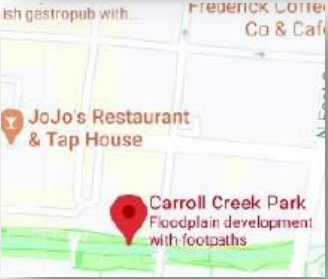 ish gastropub with...
Frederick Coffee
Co & Cafe
JoJo's Restaurant
& Tap House
Carroll Creek Park
Floodplain development
with footpaths